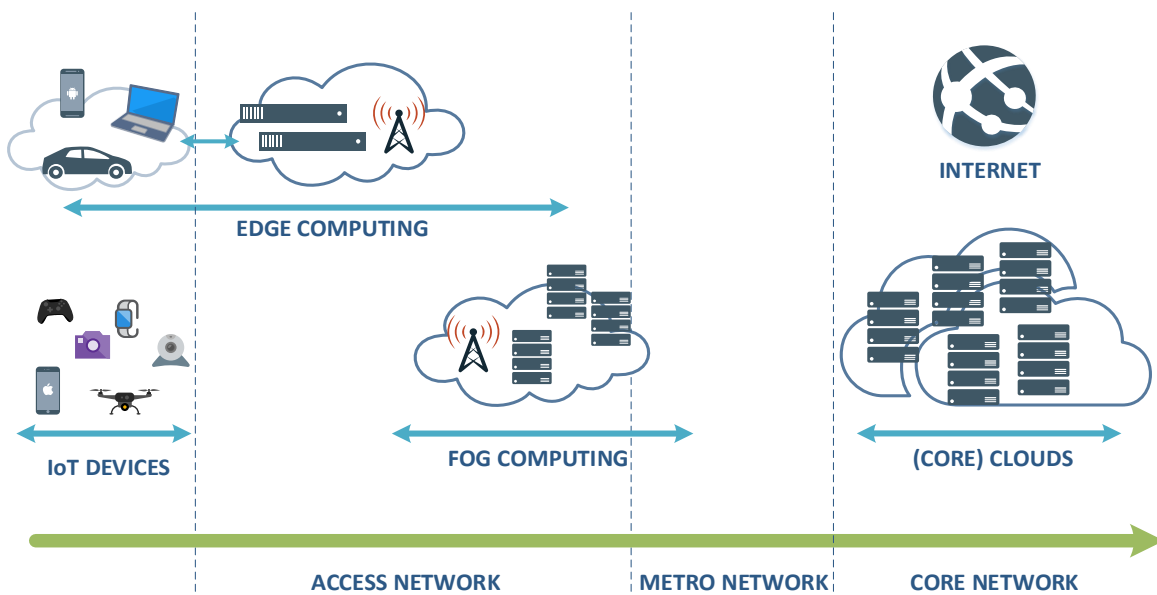 INTERNET
EDGE COMPUTING
IoT DEVICES
FOG COMPUTING
(CORE) CLOUDS
ACCESS NETWORK
METRO NETWORK
CORE NETWORK